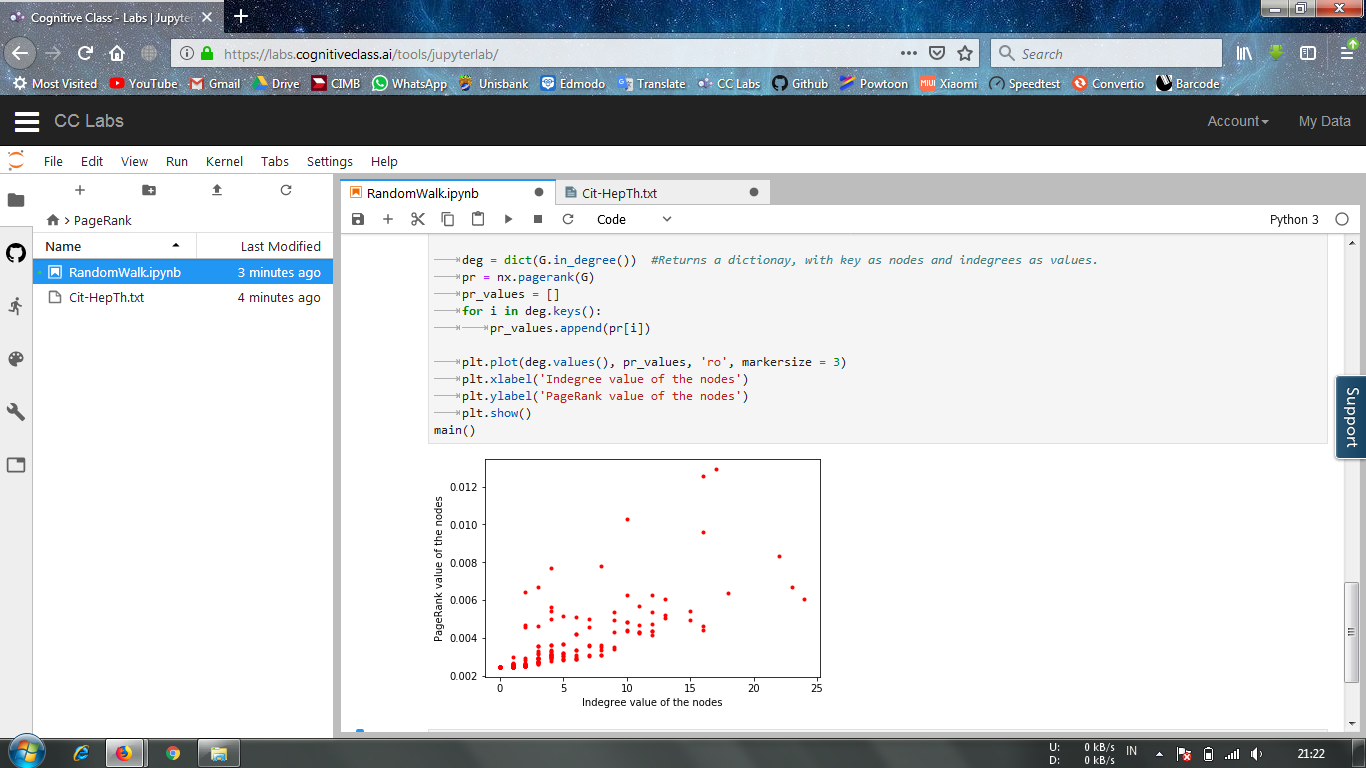 Cognitive Class - Labs | Jupyter
https://labs.cognitiveclass.ai/tools/jupyterlab/
Search
Most Visited YouTube Gmail Drive CIMB WhatsApp Unisbank Edmodo Translate CC Labs Github Powtoon MIUI Xiaomi Speedtest Convertio Barcode
CC Labs Account My Data
File Edit View Run Kernel Tabs Settings Help
RandomWalk.ipynb Cit-HepTh.txt
Code Python 3
PageRank
Name Last Modified
RandomWalk.ipynb 3 minutes ago
Cit-HepTh.txt 4 minutes ago
deg = dict(G.in_degree()) #Returns a dictionay, with key as nodes and indegrees as values.
pr = nx.pagerank(G)
pr_values = []
for i in deg.keys():
pr_values.append(pr[i])
plt.plot(deg.values(), pr_values, 'ro', markersize = 3)
plt.xlabel('Indegree value of the nodes')
plt.ylabel('PageRank value of the nodes')
plt.show()
main()
Support
PageRank value of the nodes
0.012
0.010
0.008
0.006
0.004
0.002
0 5 10 15 20 25
Indegree value of the nodes
U: 0 kB/s
D: 0 kB/s
IN
21:22